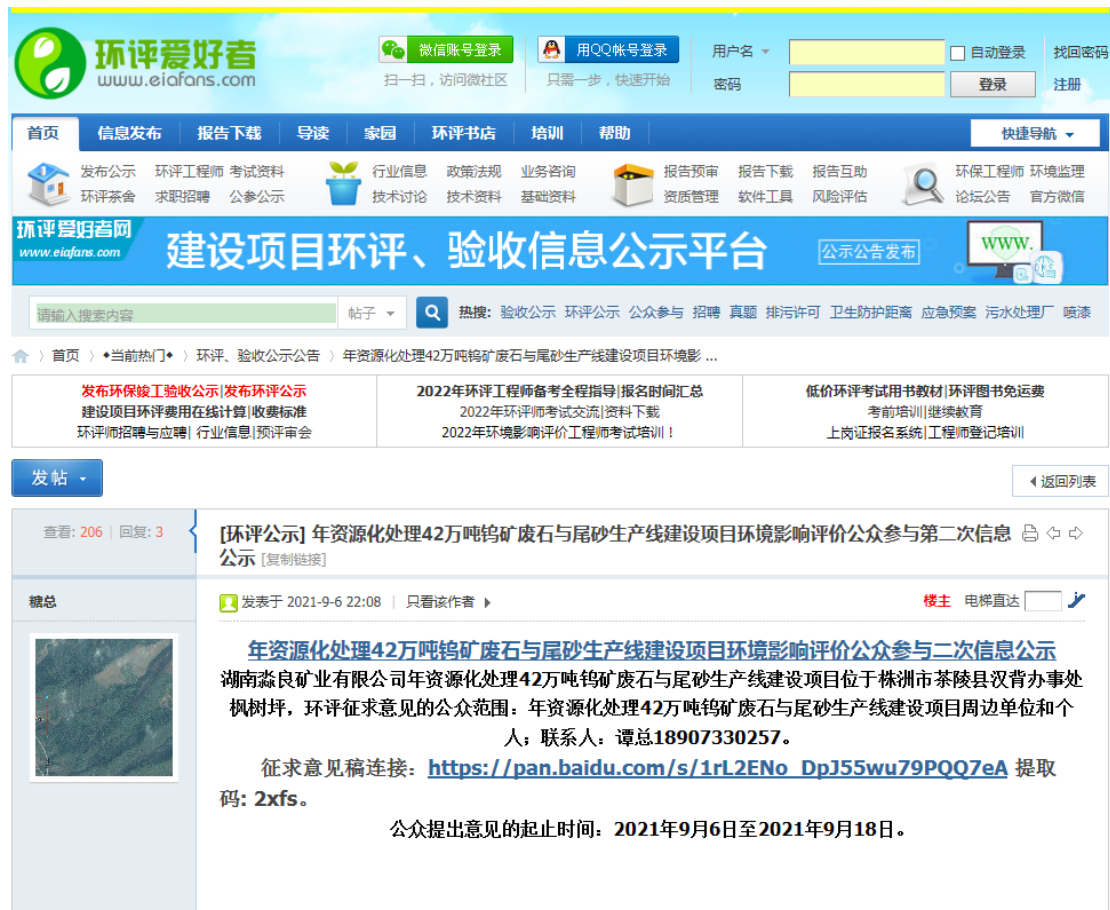 环评爱好者
www.eiafans.com
微信账号登录
扫一扫，访问微社区
用QQ帐号登录
只需一步，快速开始
用户名
密码
自动登录
登录
找回密码
注册
首页 信息发布 报告下载 导读 家园 环评书店 培训 帮助 快捷导航
发布公示 环评工程师 考试资料 行业信息 政策法规 业务咨询 报告预审 报告下载 报告互助 环保工程师 环境监理
环评茶舍 求职招聘 公参公示 技术讨论 技术资料 基础资料 资质管理 软件工具 风险评估 论坛公告 官方微信
环评爱好者网
www.eiafans.com
建设项目环评、验收信息公示平台
公示公告发布
www.
请输入搜索内容 帖子 热搜: 验收公示 环评公示 公众参与 招聘 真题 排污许可 卫生防护距离 应急预案 污水处理厂 喷漆
〉首页 〉◆当前热门◆ 〉环评、验收公示公告 〉年资源化处理42万吨钨矿废石与尾砂生产线建设项目环境影 ...
发布环保竣工验收公示|发布环评公示
建设项目环评费用在线计算|收费标准
环评师招聘与应聘| 行业信息|预评审会
2022年环评工程师备考全程指导|报名时间汇总
2022年环评师考试交流|资料下载
2022年环境影响评价工程师考试培训！
低价环评考试用书教材|环评图书免运费
考前培训|继续教育
上岗证报名系统|工程师登记培训
发帖
返回列表
查看: 206 | 回复: 3
[环评公示] 年资源化处理42万吨钨矿废石与尾砂生产线建设项目环境影响评价公众参与第二次信息
公示 [复制链接]
糖总
发表于 2021-9-6 22:08 | 只看该作者
楼主 电梯直达
年资源化处理42万吨钨矿废石与尾砂生产线建设项目环境影响评价公众参与二次信息公示
湖南淼良矿业有限公司年资源化处理42万吨钨矿废石与尾砂生产线建设项目位于株洲市茶陵县汉背办事处
枫树坪，环评征求意见的公众范围：年资源化处理42万吨钨矿废石与尾砂生产线建设项目周边单位和个
人；联系人：谭总18907330257。
征求意见稿连接：https://pan.baidu.com/s/1rL2ENo_DpJ55wu79PQQ7eA 提取
码: 2xfs。
公众提出意见的起止时间：2021年9月6日至2021年9月18日。